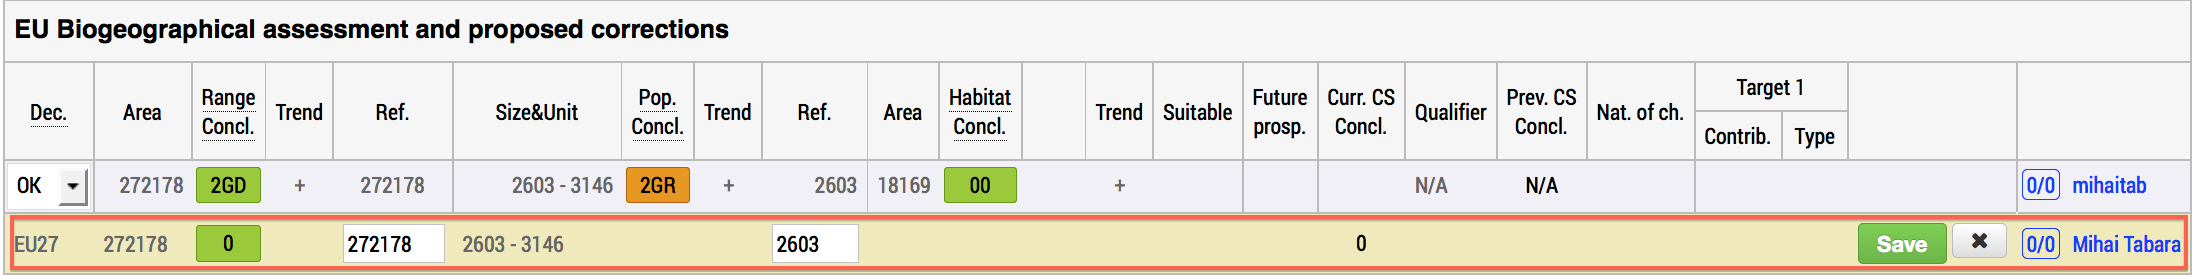 EU Biogeographical assessment and proposed corrections
Dec. Area Range Concl. Trend Ref. Size&Unit Pop. Concl. Trend Ref. Area Habitat Concl. Trend Suitable Future prosp. Curr. CS Concl. Qualifier Prev. CS Concl. Nat. of ch. Target 1
Contrib. Type
OK 272178 2GD + 272178 2603 - 3146 2GR + 2603 18169 00 + N/A N/A 0/0 mihaitab
EU27 272178 0 272178 2603 - 3146 2603 0 Save ✖ 0/0 Mihai Tabara